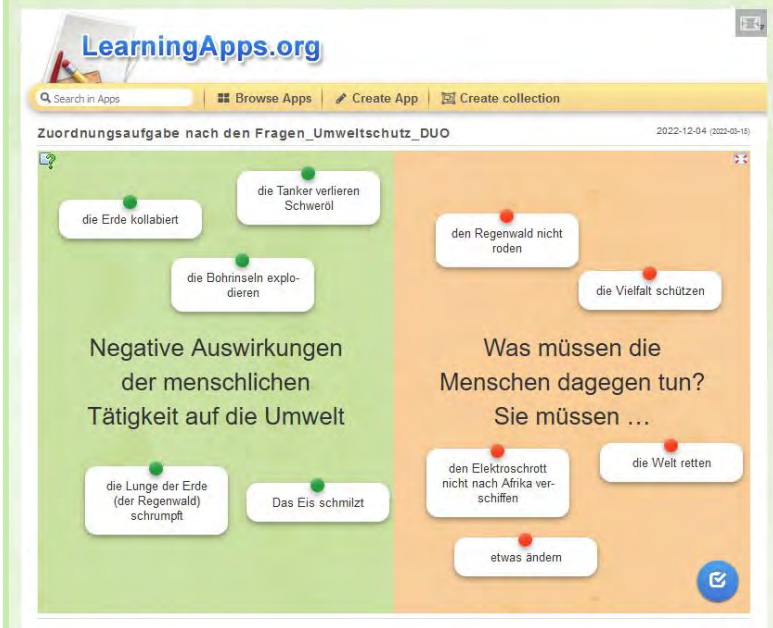 LearningApps.org
Search in Apps
Browse Apps
Create App
Create collection
Zuordnungsaufgabe nach den Fragen_Umweltschutz_DUO
2022-12-04 (2022-03-15)
die Erde kollabiert
die Tanker verlieren
Schweröl
die Bohrinseln explo-
dieren
Negative Auswirkungen
der menschlichen
Tätigkeit auf die Umwelt
die Lunge der Erde
(der Regenwald)
schrumpft
Das Eis schmilzt
den Regenwald nicht
roden
die Vielfalt schützen
Was müssen die
Menschen dagegen tun?
Sie müssen ...
den Elektroschrott
nicht nach Afrika ver-
schiffen
die Welt retten
etwas ändern